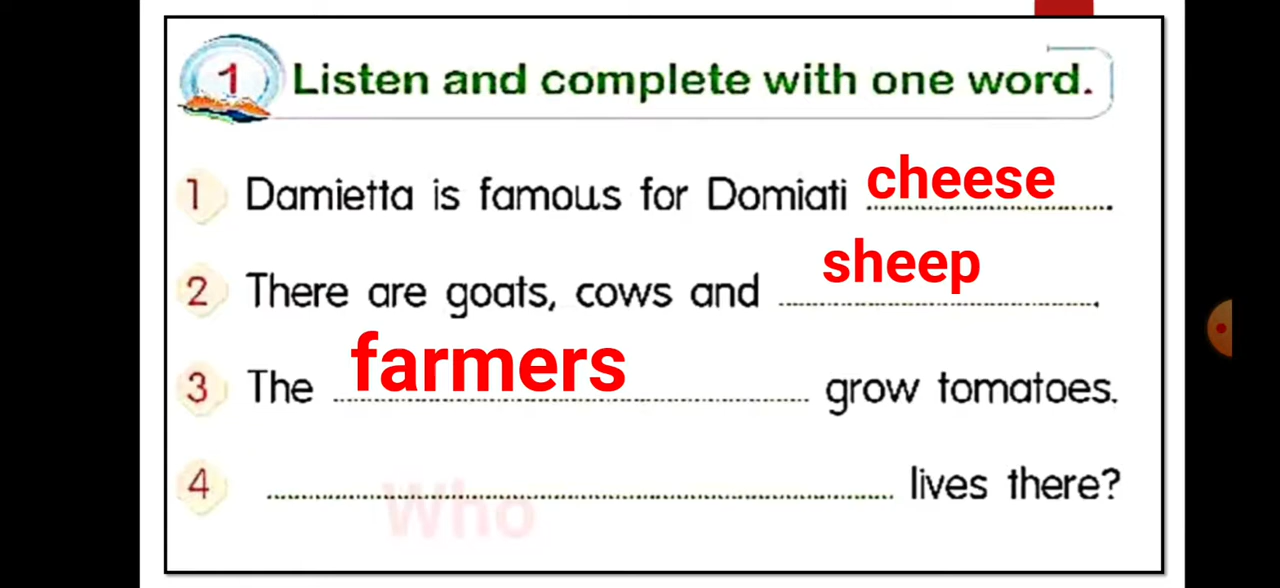 1 Listen and complete with one word.
1 Damietta is famous for Domiati cheese.
2 There are goats, cows and sheep.
3 The farmers grow tomatoes.
4 Who lives there?